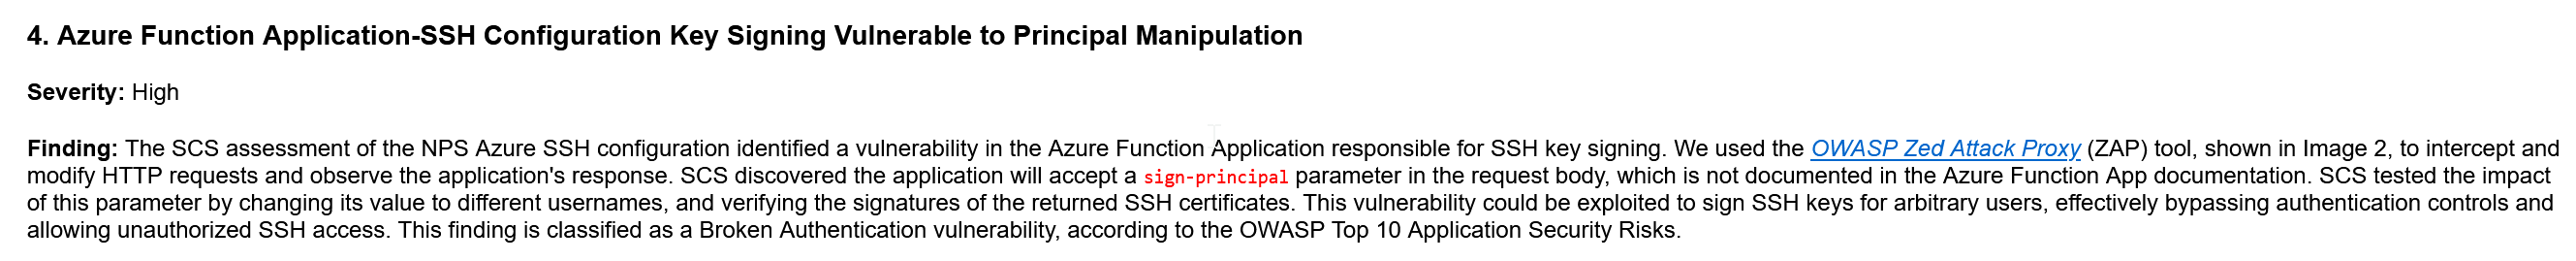 4. Azure Function Application-SSH Configuration Key Signing Vulnerable to Principal Manipulation
Severity: High
Finding: The SCS assessment of the NPS Azure SSH configuration identified a vulnerability in the Azure Function Application responsible for SSH key signing. We used the OWASP Zed Attack Proxy (ZAP) tool, shown in Image 2, to intercept and
modify HTTP requests and observe the application's response. SCS discovered the application will accept a sign-principal parameter in the request body, which is not documented in the Azure Function App documentation. SCS tested the impact
of this parameter by changing its value to different usernames, and verifying the signatures of the returned SSH certificates. This vulnerability could be exploited to sign SSH keys for arbitrary users, effectively bypassing authentication controls and
allowing unauthorized SSH access. This finding is classified as a Broken Authentication vulnerability, according to the OWASP Top 10 Application Security Risks.